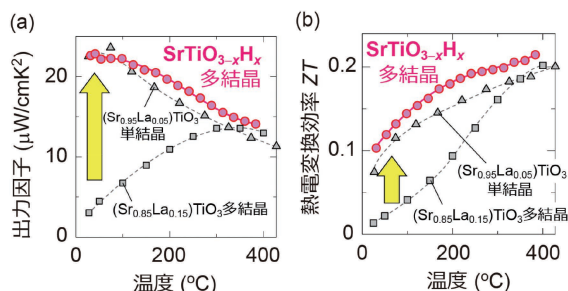 (a)
SrTiO3–xHx
多結晶
(Sr0.95La0.05)TiO3
単結晶
(Sr0.85La0.15)TiO3多結晶
出力因子 (μW/cmK2)
30
20
10
0
0
200
400
温度 (ºC)
(b)
SrTiO3–xHx
多結晶
(Sr0.95La0.05)TiO3
単結晶
(Sr0.85La0.15)TiO3多結晶
熱電変換効率 ZT
0.2
0.1
0
0
200
400
温度 (ºC)